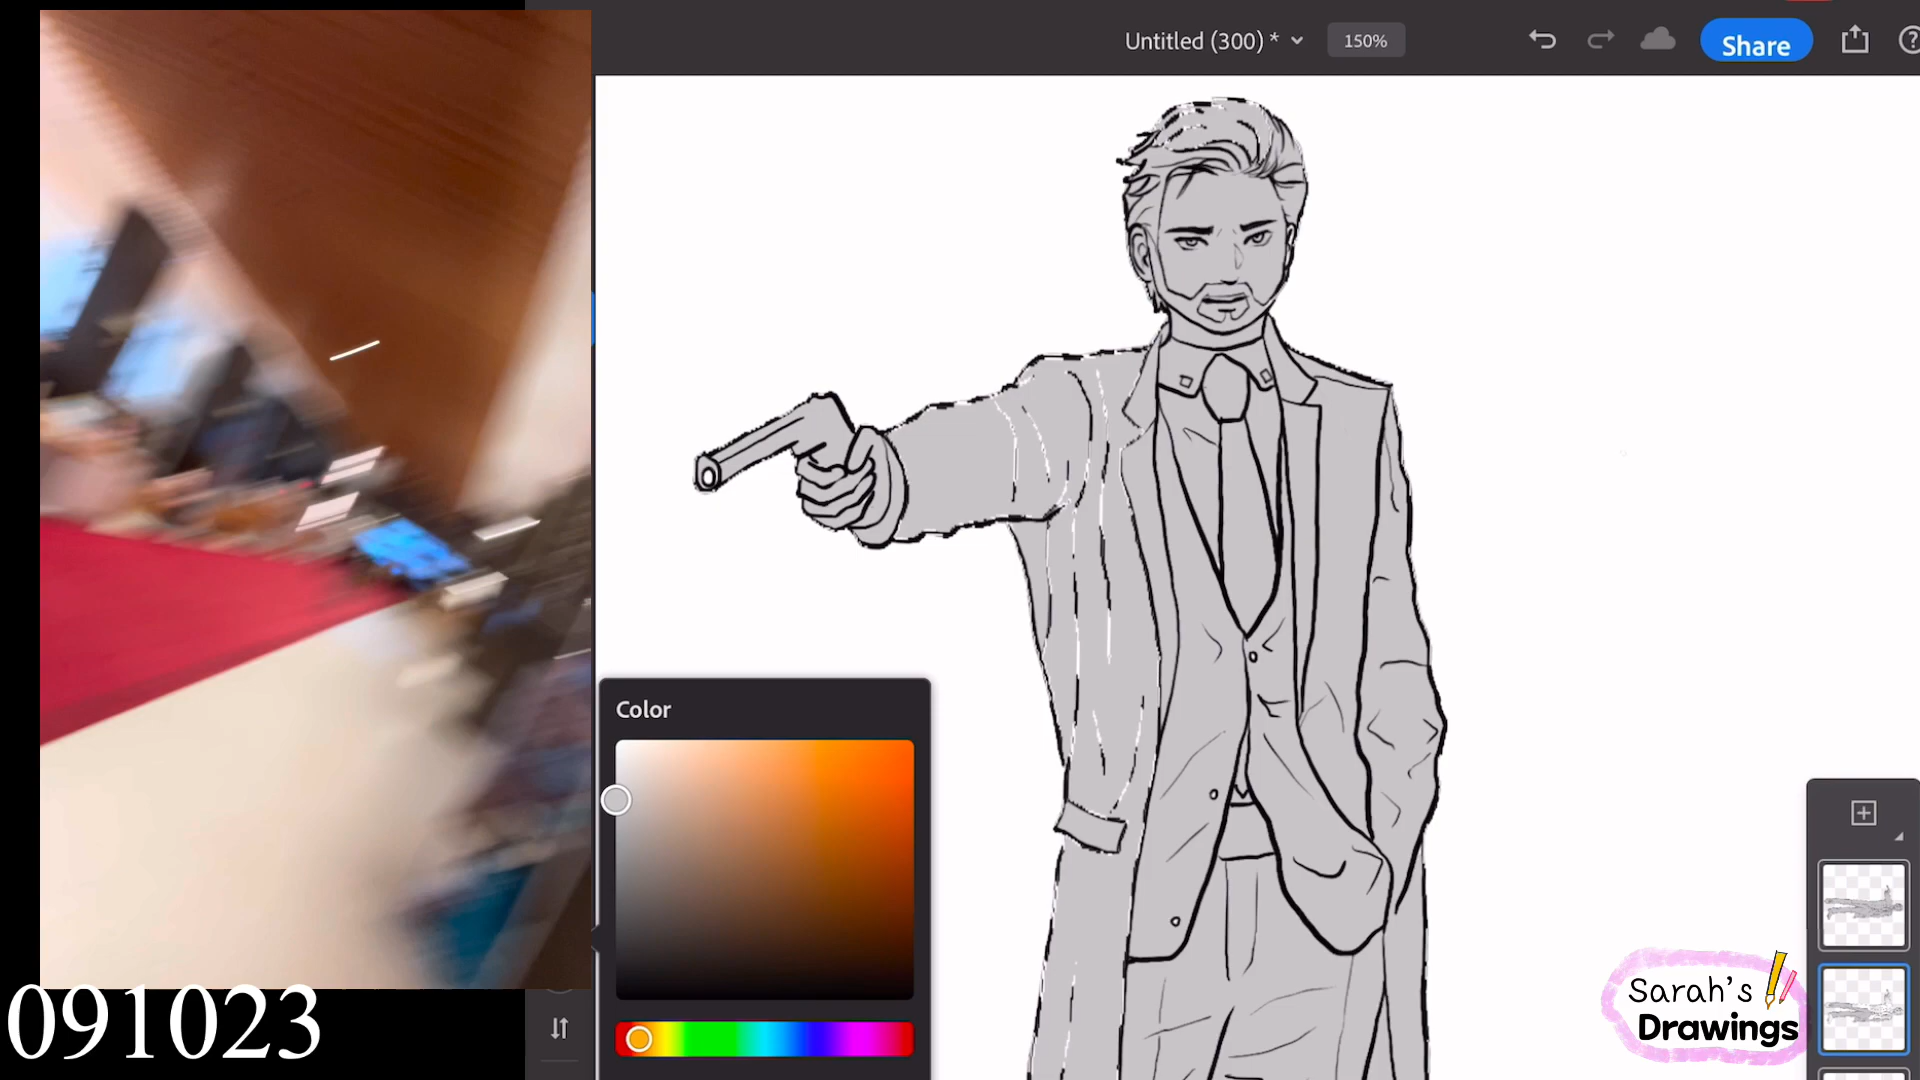 Untitled (300) *
150%
Share
Color
Sarah's
Drawings
091023